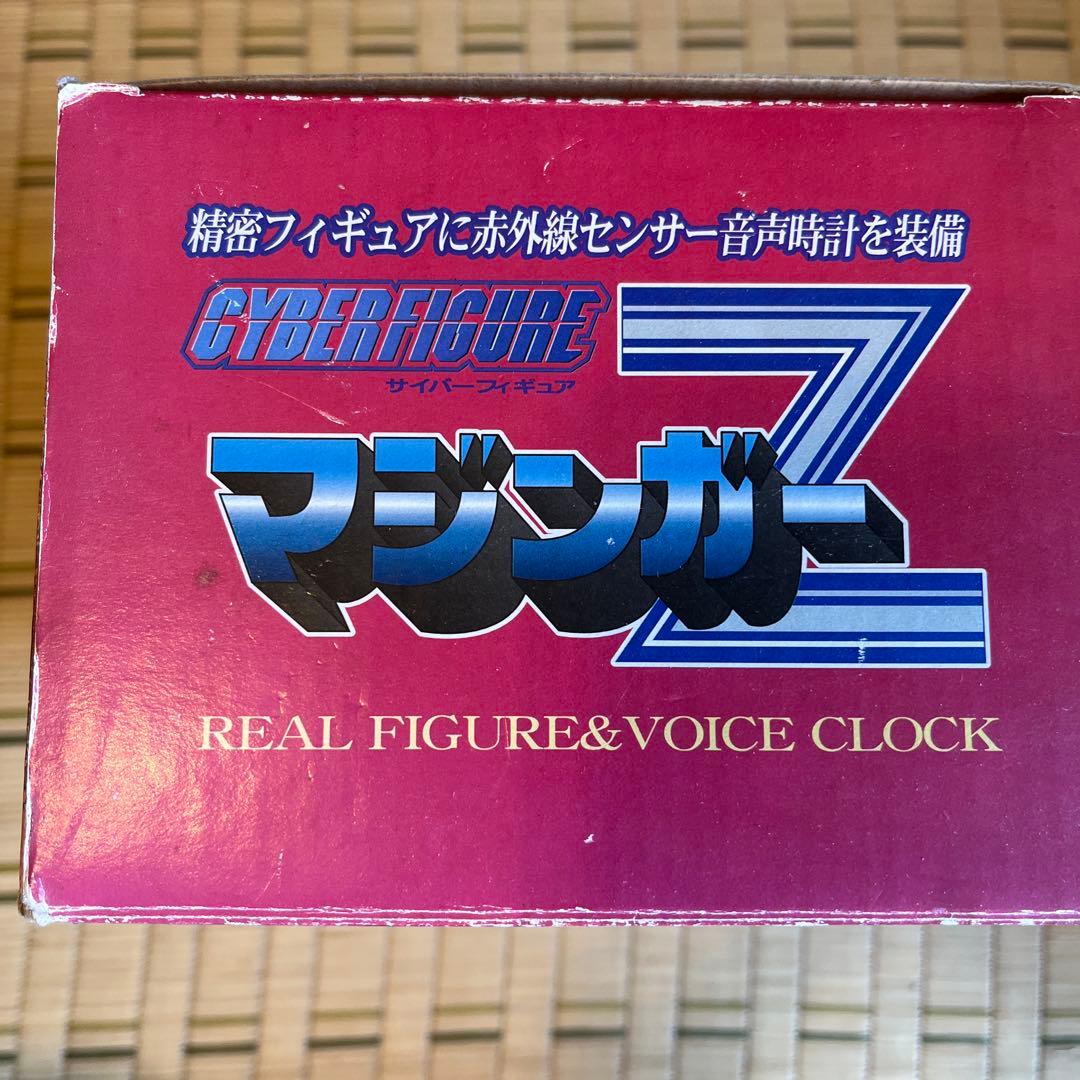 精密フィギュアに赤外線センサー音声時計を装備
CYBERFIGURE
サイバーフィギュア
マジンガーZ
REAL FIGURE&VOICE CLOCK